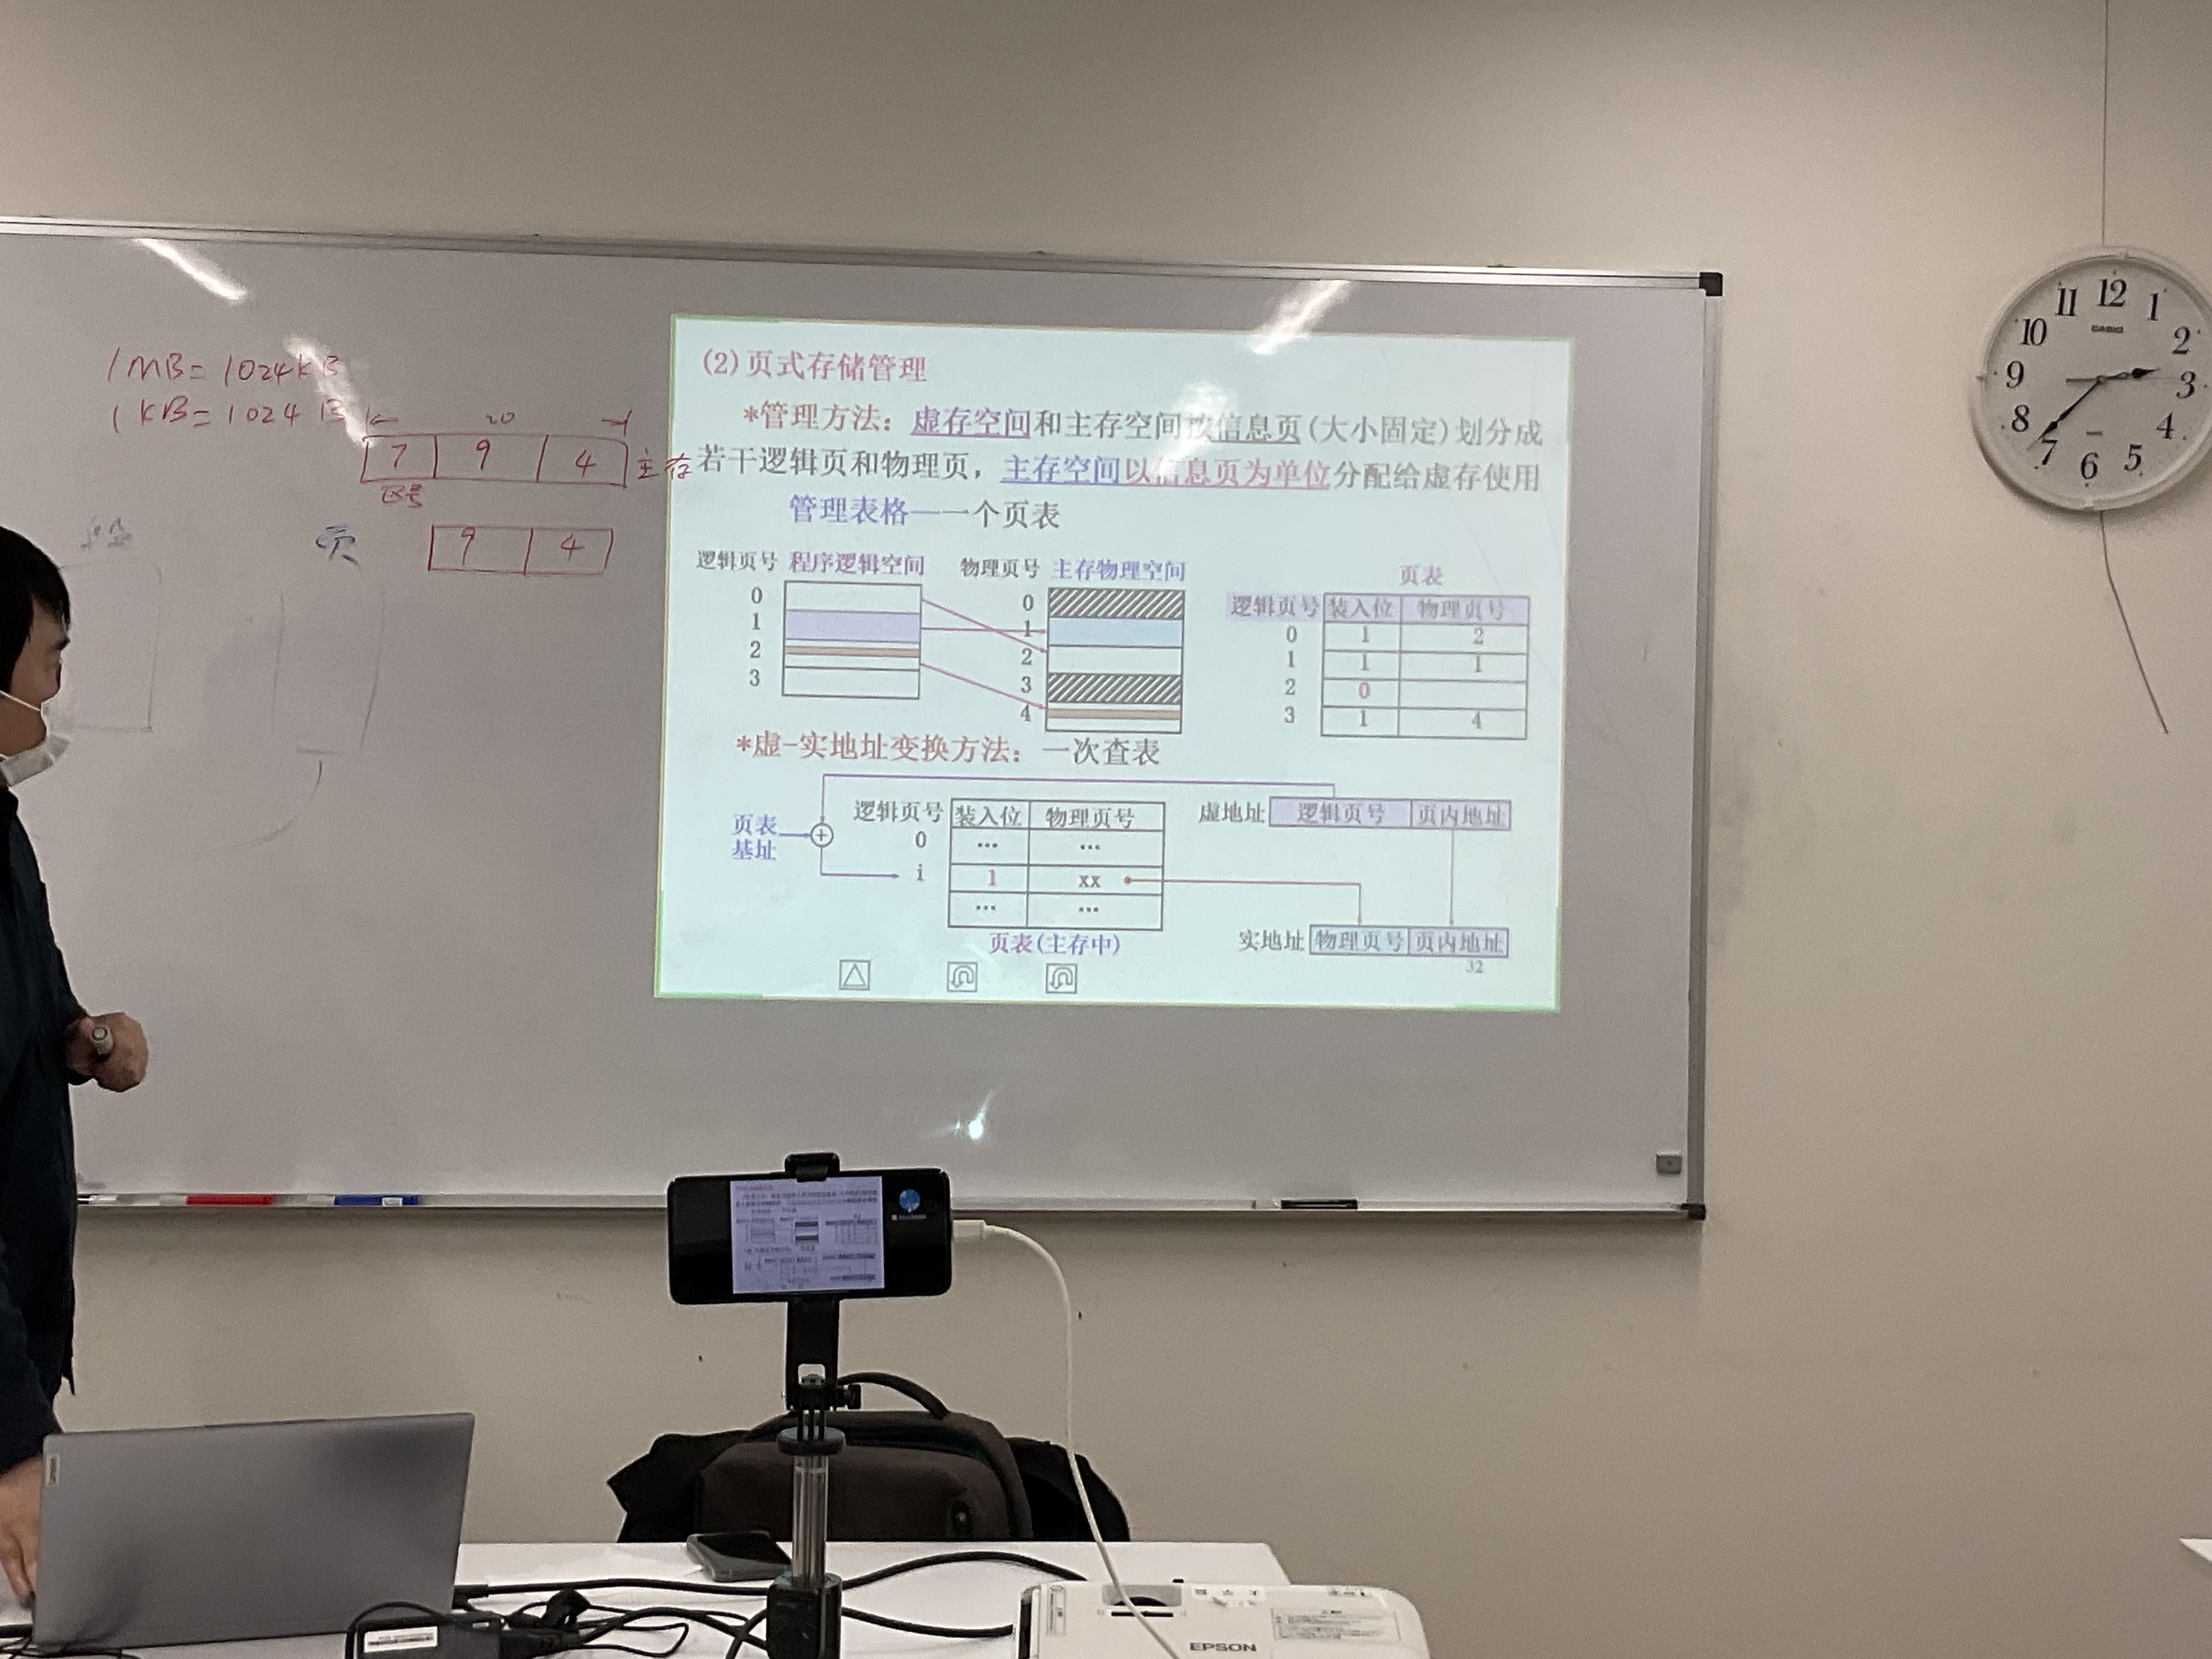 1MB=1024KB
1KB=1024B
20
7 9 4 主存
区号
页 9 4
(2)页式存储管理
*管理方法：虚存空间和主存空间按信息页(大小固定)划分成
若干逻辑页和物理页，主存空间以信息页为单位分配给虚存使用
管理表格—一个页表
逻辑页号 程序逻辑空间 物理页号 主存物理空间
0
1
2
3
0
1
2
3
4
页表
逻辑页号 装入位 物理页号
0 1 2
1 1 1
2 0
3 1 4
*虚-实地址变换方法：一次查表
页表
基址
逻辑页号 装入位 物理页号
0 ··· ···
i 1 xx
··· ···
页表(主存中)
虚地址 逻辑页号 页内地址
实地址 物理页号 页内地址
32
12
1
2
3
4
5
6
7
8
9
10
11
CASIO
EPSON